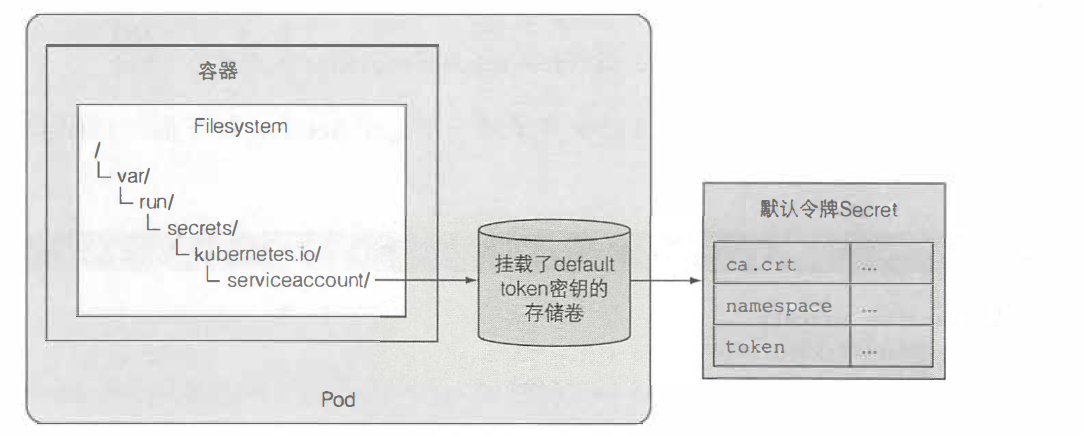 容器
Filesystem
/
var/
run/
secrets/
kubernetes.io/
serviceaccount/
挂载了default
token密钥的
存储卷
Pod
默认令牌Secret
ca.crt ...
namespace ...
token ...